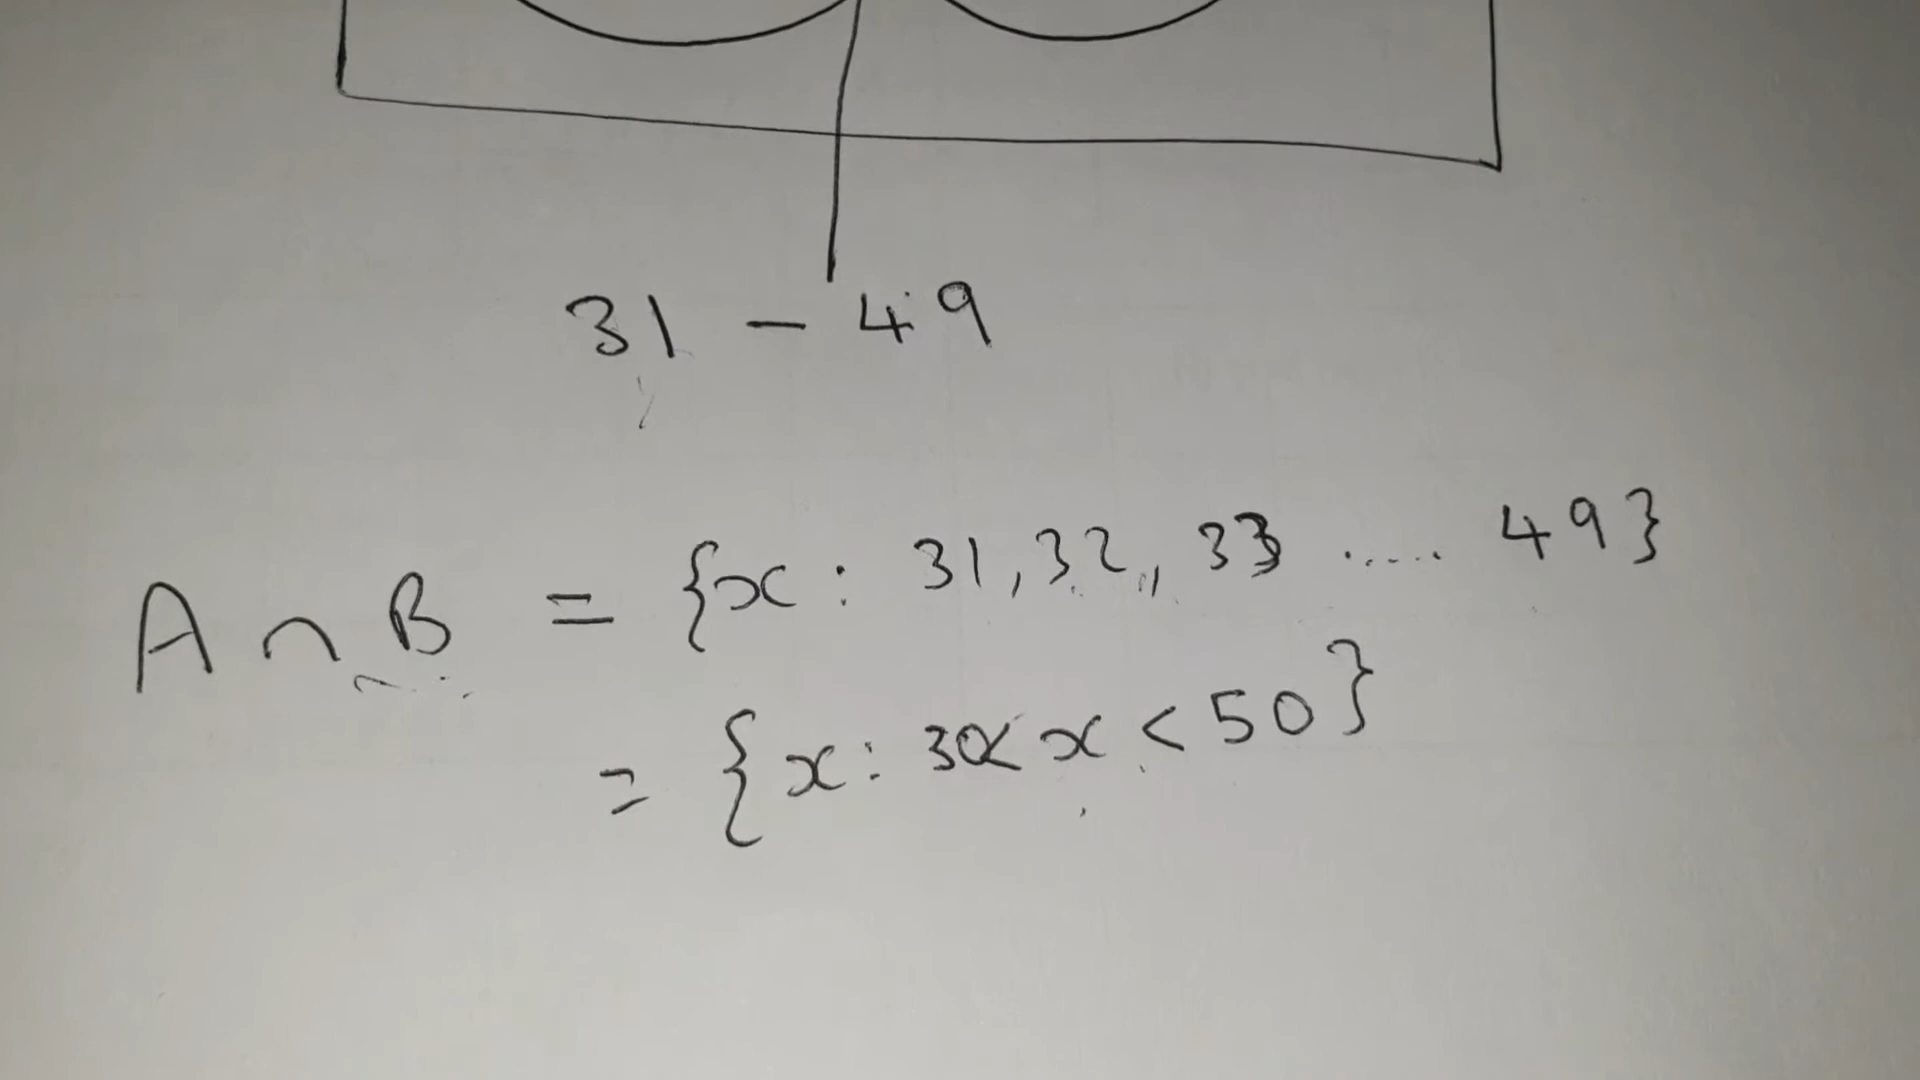 31 - 49
A ∩ B = {x : 31, 32, 33 ..... 49}
= {x : 30 < x < 50}